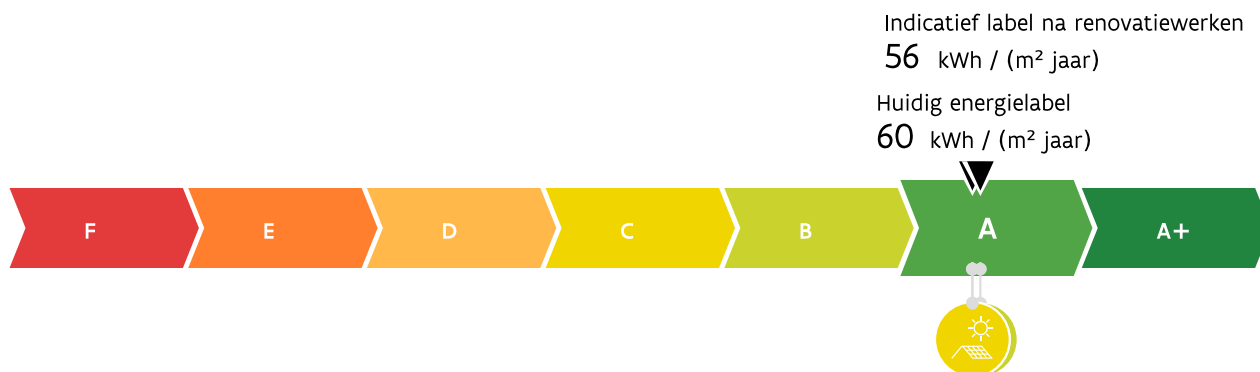 Indicatief label na renovatiewerken
56 kWh / (m² jaar)
Huidig energielabel
60 kWh / (m² jaar)
F E D C B A A+